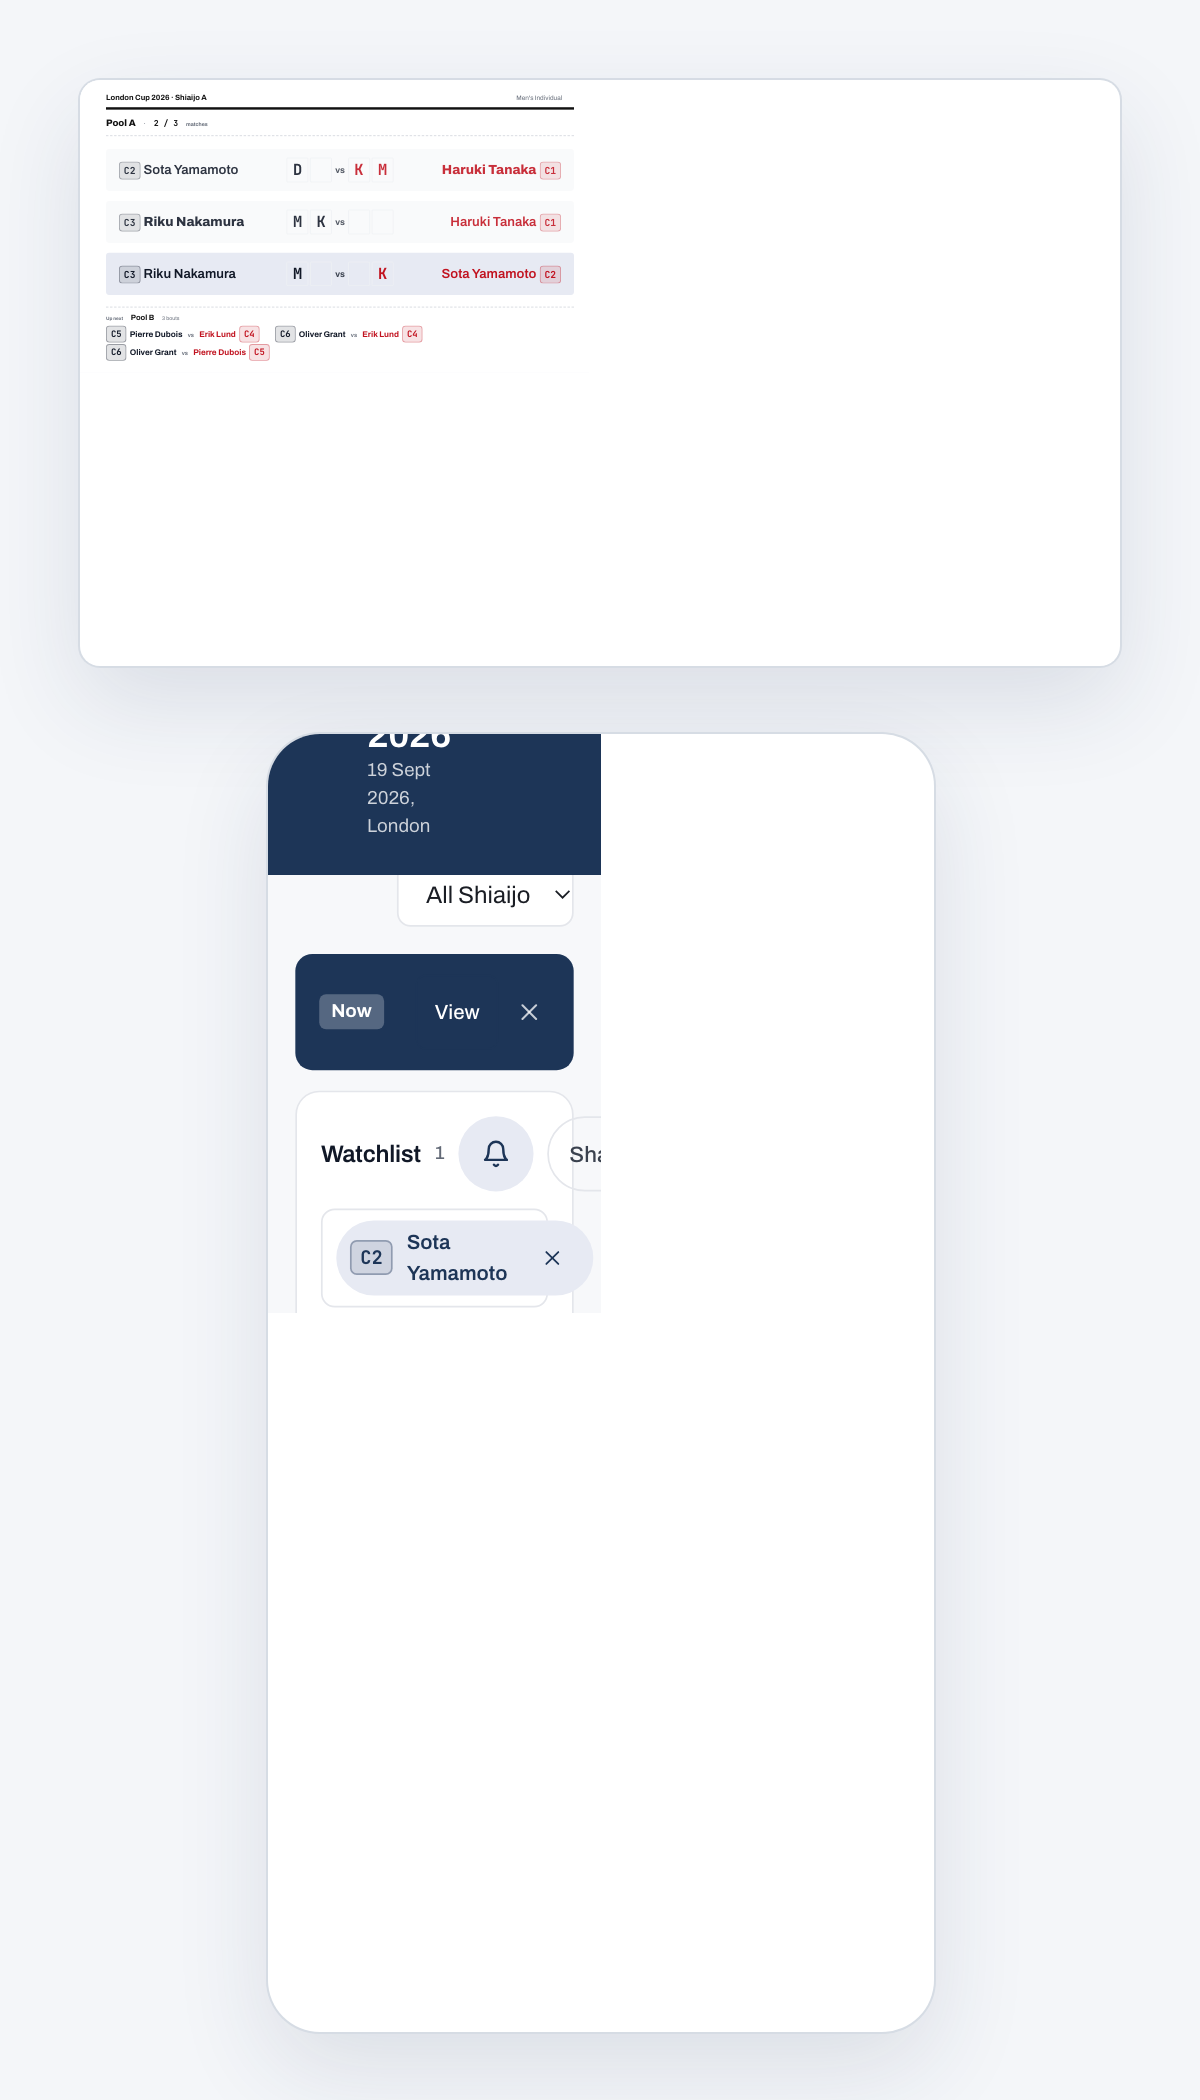 London Cup 2026 · Shiaijo A Men's Individual
Pool A · 2 / 3 matches
C2 Sota Yamamoto D vs K M Haruki Tanaka C1
C3 Riku Nakamura M K vs Haruki Tanaka C1
C3 Riku Nakamura M vs K Sota Yamamoto C2
Up next Pool B 3 bouts
C5 Pierre Dubois vs Erik Lund C4 C6 Oliver Grant vs Erik Lund C4
C6 Oliver Grant vs Pierre Dubois C5
2026
19 Sept
2026,
London
All Shiaijo
Now View
Watchlist 1 Sha
C2 Sota
Yamamoto